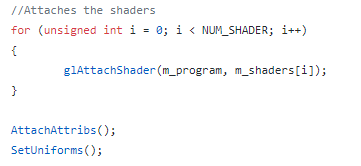 //Attaches the shaders
for (unsigned int i = 0; i < NUM_SHADER; i++)
{
glAttachShader(m_program, m_shaders[i]);
}
AttachAttribs();
SetUniforms();